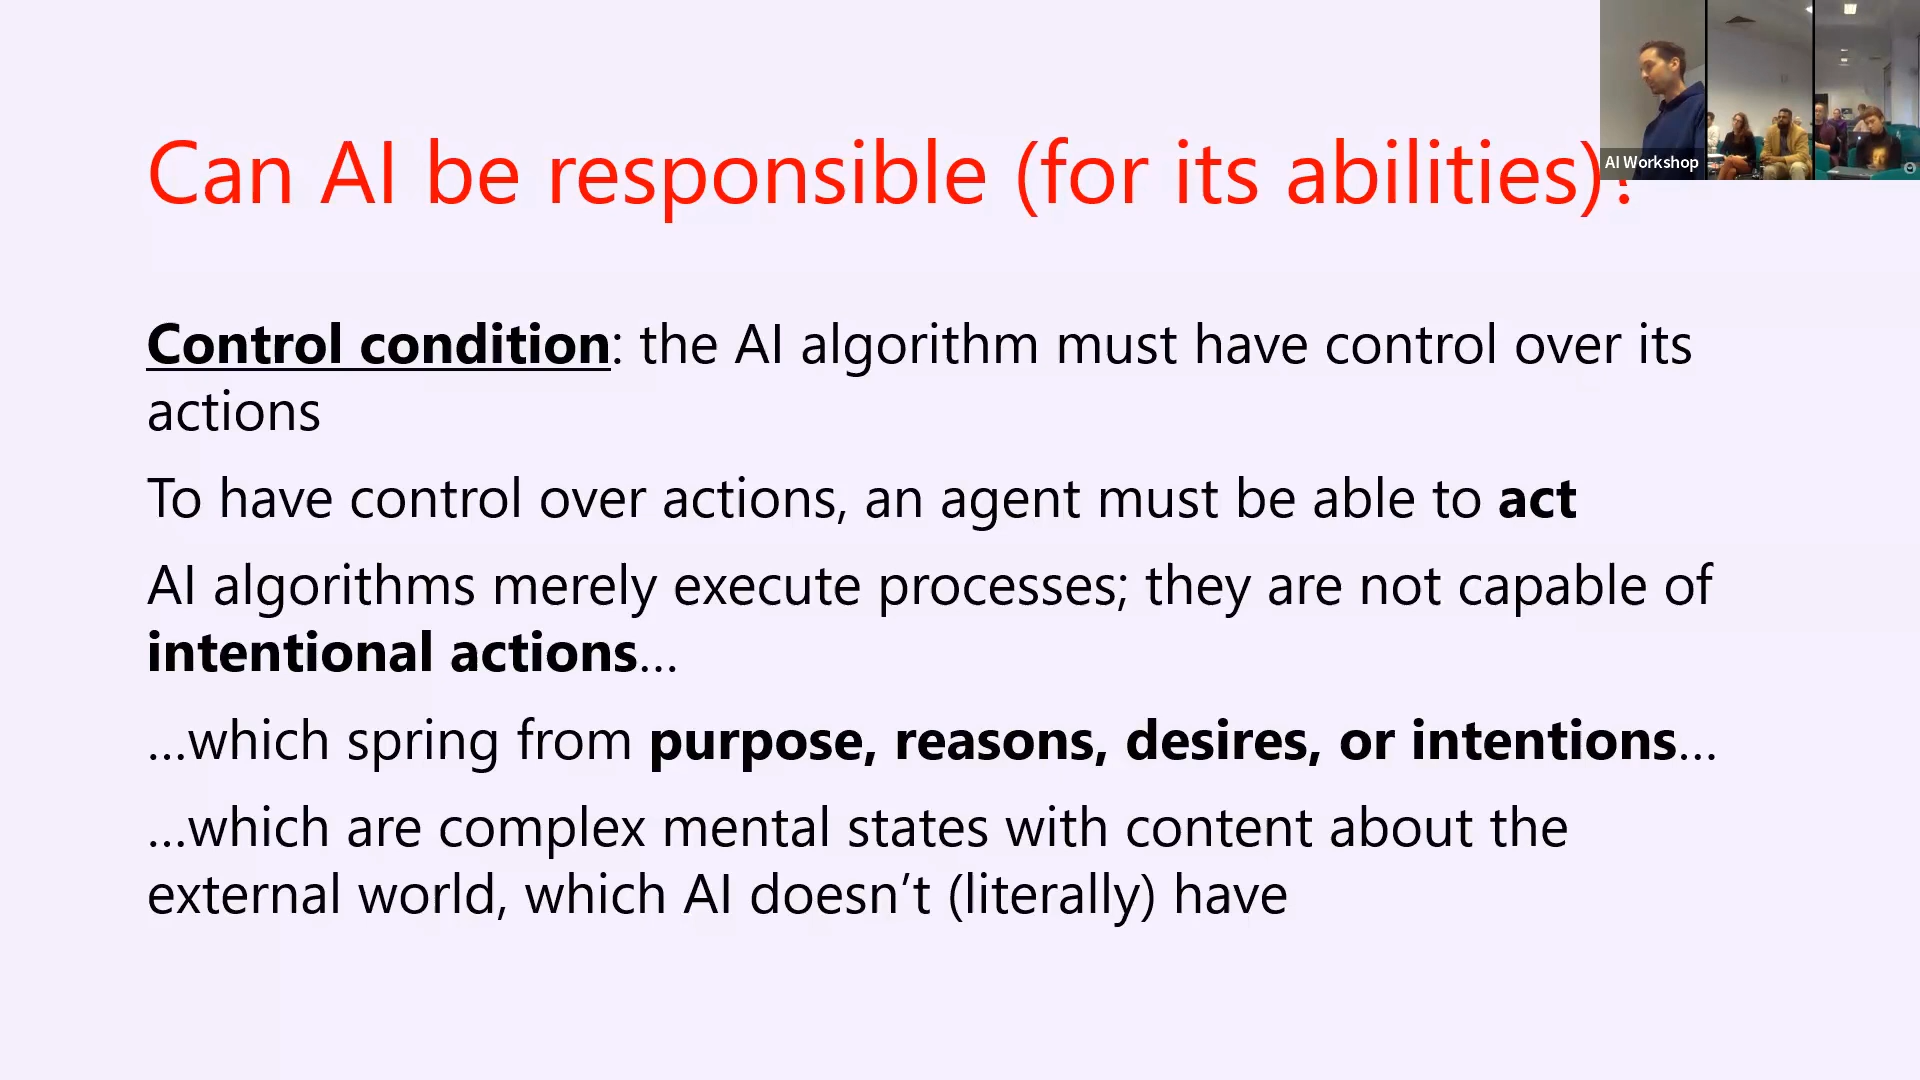 Can AI be responsible (for its abilities)?
AI Workshop
Control condition: the AI algorithm must have control over its
actions
To have control over actions, an agent must be able to act
AI algorithms merely execute processes; they are not capable of
intentional actions…
…which spring from purpose, reasons, desires, or intentions…
…which are complex mental states with content about the
external world, which AI doesn’t (literally) have